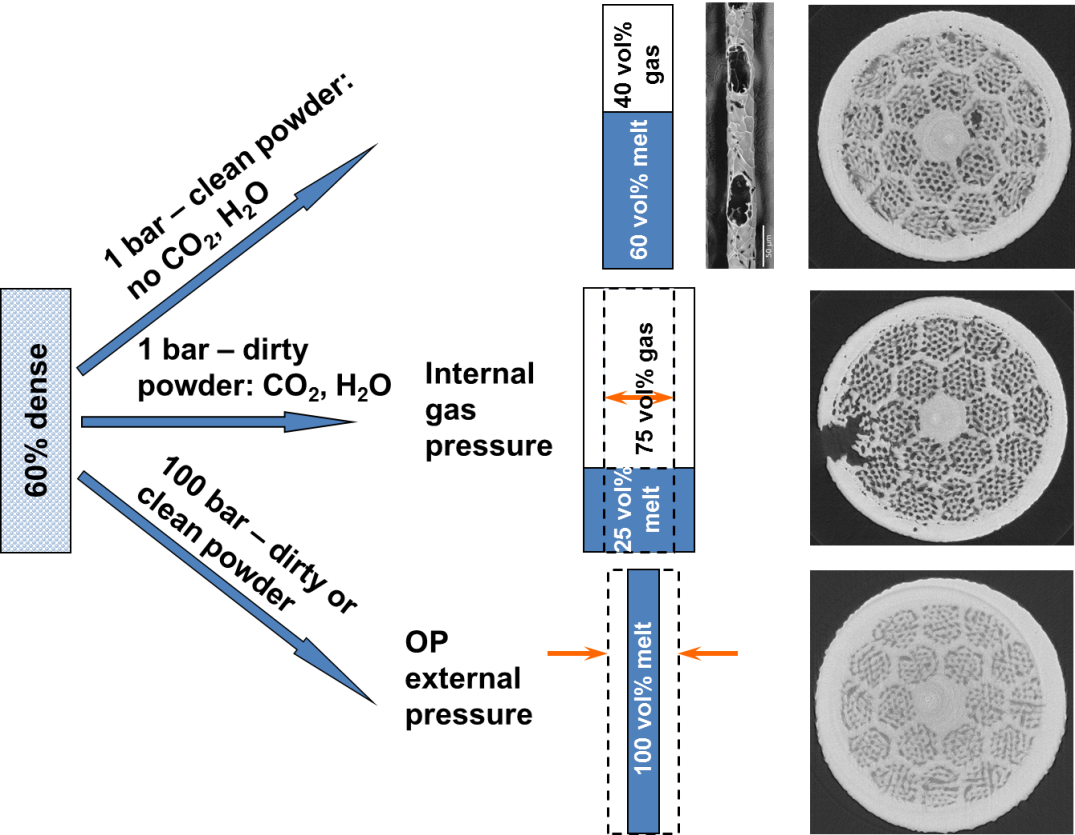 60% dense
1 bar – clean powder:
no CO₂, H₂O
1 bar – dirty
powder: CO₂, H₂O
100 bar – dirty or
clean powder
Internal
gas
pressure
OP
external
pressure
40 vol%
gas
60 vol% melt
50 µm
75 vol% gas
25 vol%
melt
100 vol% melt